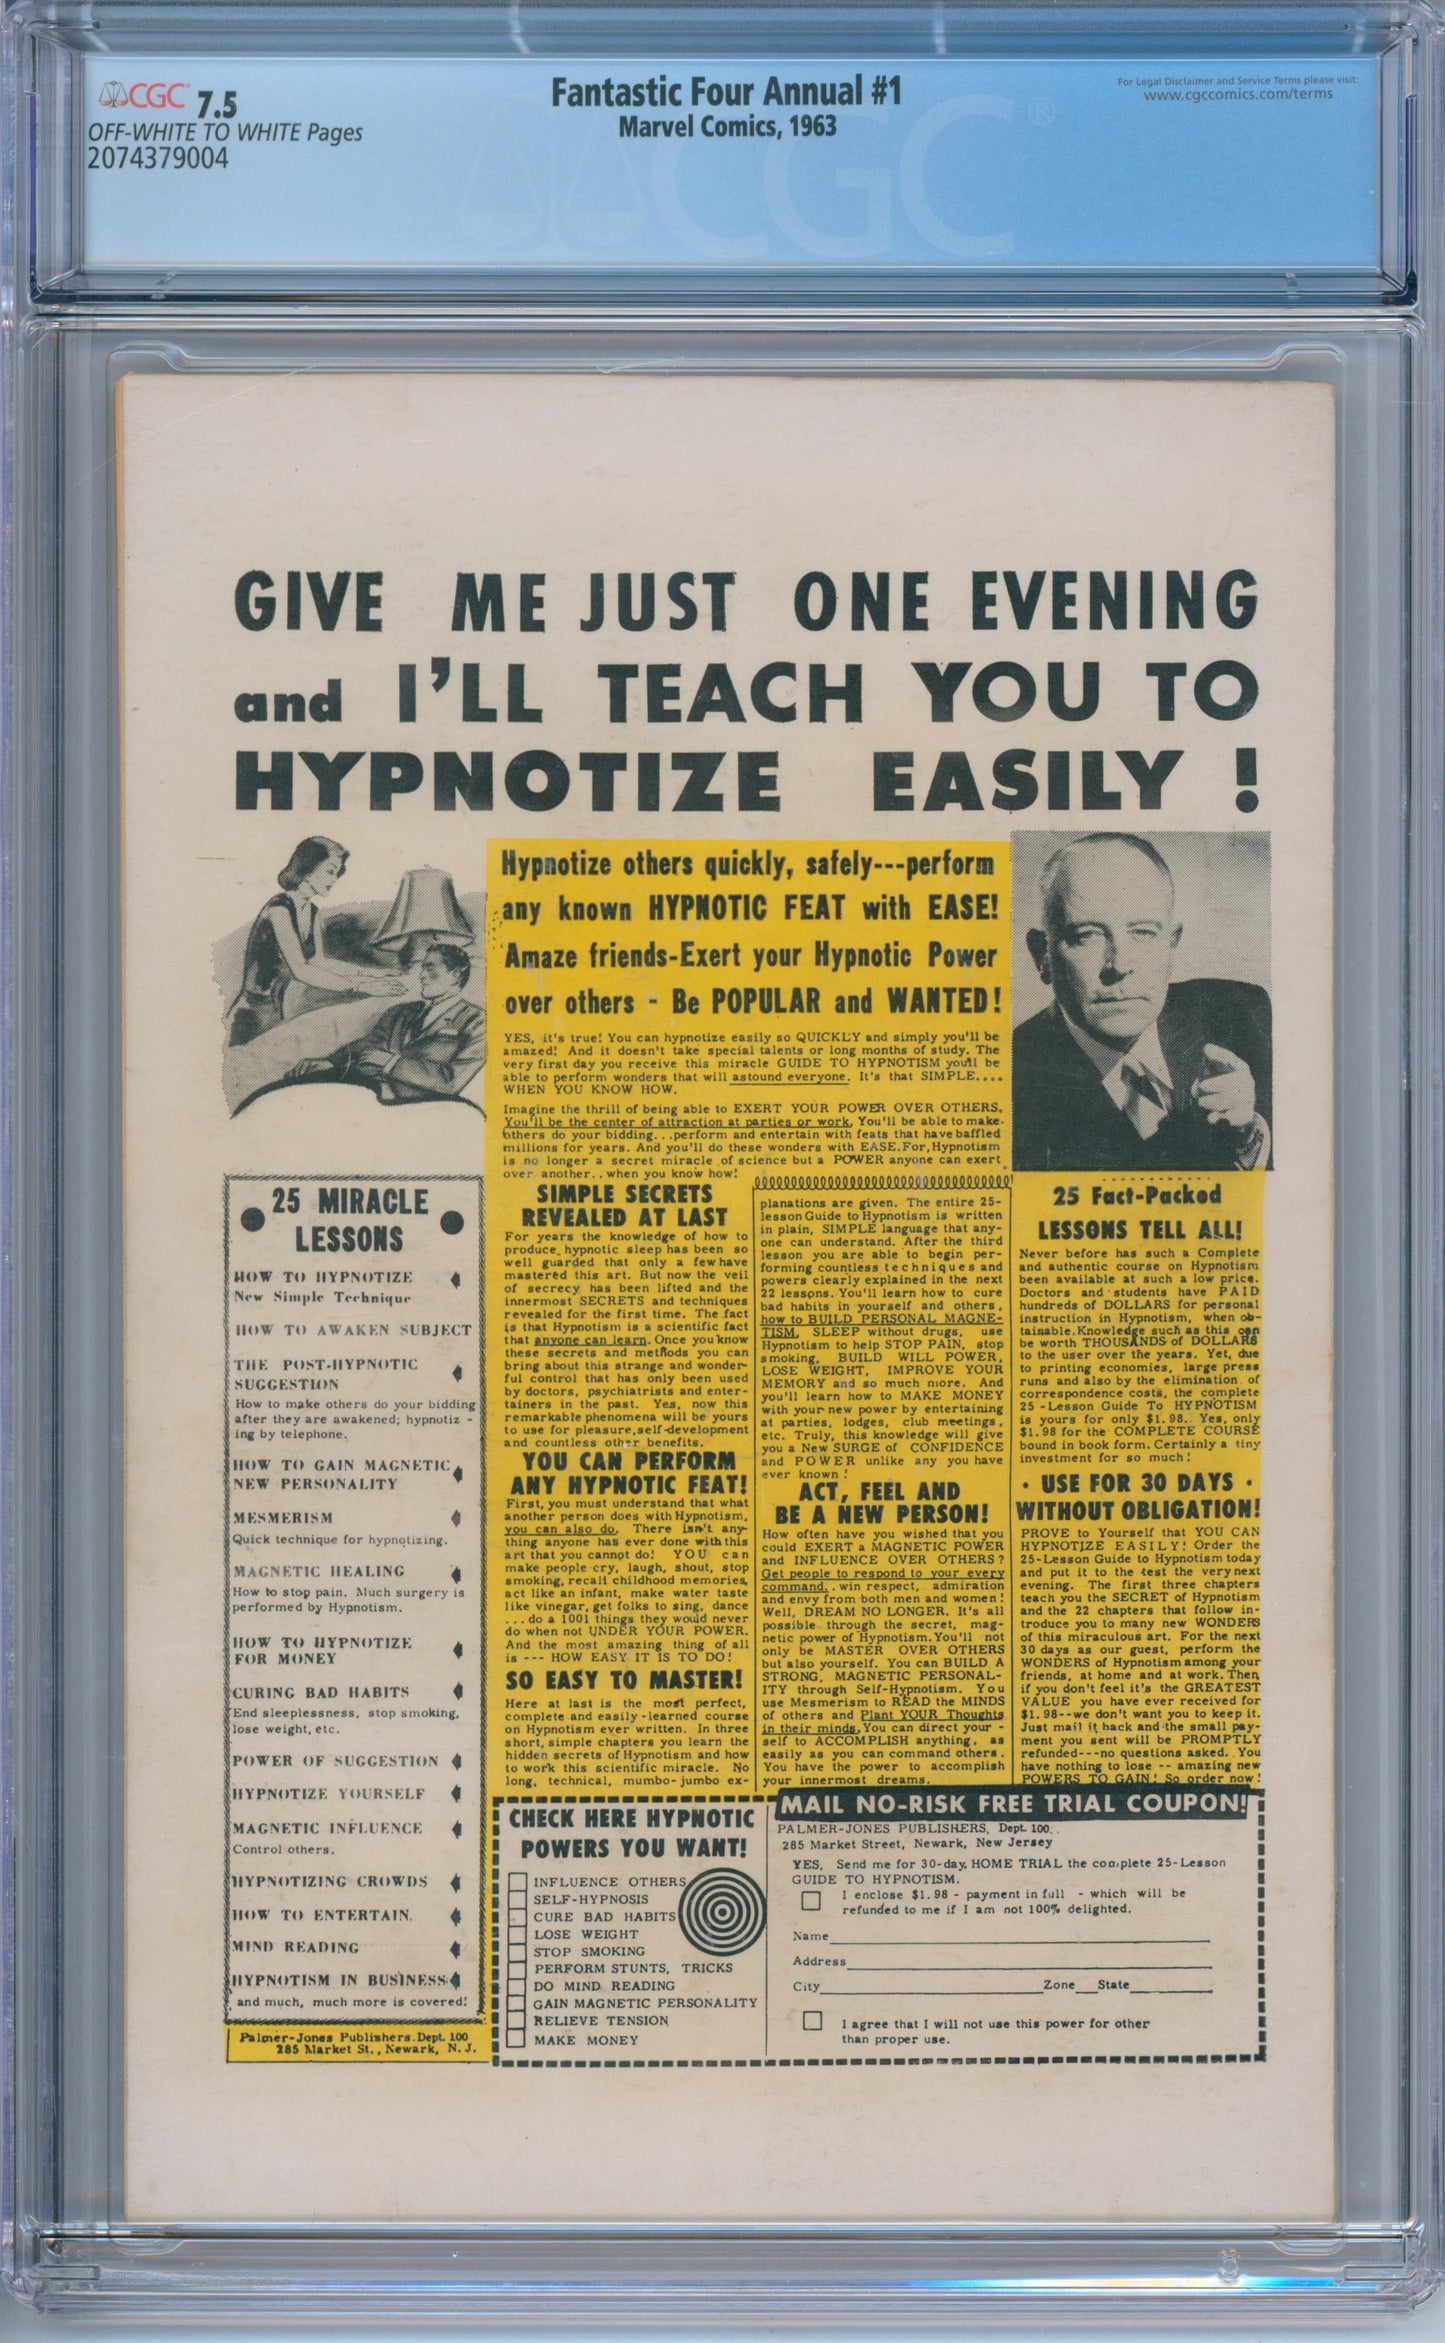 CGC 7.5
OFF-WHITE TO WHITE Pages
2074379004
Fantastic Four Annual #1
Marvel Comics, 1963
For Legal Disclaimer and Service Terms please visit:
www.cgccomics.com/terms
CGC
GIVE ME JUST ONE EVENING
and I'LL TEACH YOU TO
HYPNOTIZE EASILY !
Hypnotize others quickly, safely---perform
any known HYPNOTIC FEAT with EASE!
Amaze friends-Exert your Hypnotic Power
over others - Be POPULAR and WANTED!
YES, it's true! You can hypnotize easily so QUICKLY and simply you'll be
amazed! And it doesn't take special talents or long months of study. The
very first day you receive this miracle GUIDE TO HYPNOTISM you'll be
able to perform wonders that will astound everyone. It's that SIMPLE....
WHEN YOU KNOW HOW.
Imagine the thrill of being able to EXERT YOUR POWER OVER OTHERS.
You'll be the center of attraction at parties or work. You'll be able to make
others do your bidding...perform and entertain with feats that have baffled
millions for years. And you'll do these wonders with EASE. For, Hypnotism
is no longer a secret miracle of science but a POWER anyone can exert
over another.. when you know how!
25 MIRACLE
LESSONS
HOW TO HYPNOTIZE
New Simple Technique
HOW TO AWAKEN SUBJECT
THE POST-HYPNOTIC
SUGGESTION
How to make others do your bidding
after they are awakened; hypnotiz -
ing by telephone.
HOW TO GAIN MAGNETIC
NEW PERSONALITY
MESMERISM
Quick technique for hypnotizing.
MAGNETIC HEALING
How to stop pain. Much surgery is
performed by Hypnotism.
HOW TO HYPNOTIZE
FOR MONEY
CURING BAD HABITS
End sleeplessness, stop smoking,
lose weight, etc.
POWER OF SUGGESTION
HYPNOTIZE YOURSELF
MAGNETIC INFLUENCE
Control others.
HYPNOTIZING CROWDS
HOW TO ENTERTAIN.
MIND READING
HYPNOTISM IN BUSINESS
and much, much more is covered!
Palmer-Jones Publishers. Dept. 100
285 Market St., Newark, N. J.
SIMPLE SECRETS
REVEALED AT LAST
For years the knowledge of how to
produce hypnotic sleep has been so
well guarded that only a few have
mastered this art. But now the veil
of secrecy has been lifted and the
innermost SECRETS and techniques
revealed for the first time. The fact
is that Hypnotism is a scientific fact
that anyone can learn. Once you know
these secrets and methods you can
bring about this strange and wonder-
ful control that has only been used
by doctors, psychiatrists and enter-
tainers in the past. Yes, now this
remarkable phenomena will be yours
to use for pleasure, self-development
and countless other benefits.
YOU CAN PERFORM
ANY HYPNOTIC FEAT!
First, you must understand that what
another person does with Hypnotism,
you can also do. There isn't any-
thing anyone has ever done with this
art that you cannot do! YOU can
make people cry, laugh, shout, stop
smoking, recall childhood memories,
act like an infant, make water taste
like vinegar, get folks to sing, dance
...do a 1001 things they would never
do when not UNDER YOUR POWER.
And the most amazing thing of all
is --- HOW EASY IT IS TO DO!
SO EASY TO MASTER!
Here at last is the most perfect,
complete and easily-learned course
on Hypnotism ever written. In three
short, simple chapters you learn the
hidden secrets of Hypnotism and how
to work this scientific miracle. No
long, technical, mumbo-jumbo ex-
planations are given. The entire 25-
lesson Guide to Hypnotism is written
in plain, SIMPLE language that any-
one can understand. After the third
lesson you are able to begin per-
forming countless techniques and
powers clearly explained in the next
22 lessons. You'll learn how to cure
bad habits in yourself and others,
how to BUILD PERSONAL MAGNE-
TISM, SLEEP without drugs, use
Hypnotism to help STOP PAIN, stop
smoking, BUILD WILL POWER,
LOSE WEIGHT, IMPROVE YOUR
MEMORY and so much more. And
you'll learn how to MAKE MONEY
with your new power by entertaining
at parties, lodges, club meetings,
etc. Truly, this knowledge will give
you a New SURGE of CONFIDENCE
and POWER unlike any you have
ever known!
ACT, FEEL AND
BE A NEW PERSON!
How often have you wished that you
could EXERT a MAGNETIC POWER
and INFLUENCE OVER OTHERS?
Get people to respond to your every
command.. win respect, admiration
and envy from both men and women!
Well, DREAM NO LONGER. It's all
possible through the secret, mag-
netic power of Hypnotism. You'll not
only be MASTER OVER OTHERS
but also yourself. You can BUILD A
STRONG, MAGNETIC PERSONAL-
ITY through Self-Hypnotism. You
use Mesmerism to READ the MINDS
of others and Plant YOUR Thoughts
in their minds. You can direct your -
self to ACCOMPLISH anything, as
easily as you can command others.
You have the power to accomplish
your innermost dreams.
25 Fact-Packed
LESSONS TELL ALL!
Never before has such a Complete
and authentic course on Hypnotism
been available at such a low price.
Doctors and students have PAID
hundreds of DOLLARS for personal
instruction in Hypnotism, when ob-
tainable. Knowledge such as this can
be worth THOUSANDS of DOLLARS
to the user over the years. Yet, due
to printing economies, large press
runs and also by the elimination of
correspondence costs, the complete
25 -Lesson Guide To HYPNOTISM
is yours for only $1.98. Yes, only
$1.98 for the COMPLETE COURSE
bound in book form. Certainly a tiny
investment for so much!
• USE FOR 30 DAYS •
WITHOUT OBLIGATION!
PROVE to Yourself that YOU CAN
HYPNOTIZE EASILY! Order the
25-Lesson Guide to Hypnotism today
and put it to the test the very next
evening. The first three chapters
teach you the SECRET of Hypnotism
and the 22 chapters that follow in-
troduce you to many new WONDERS
of this miraculous art. For the next
30 days as our guest, perform the
WONDERS of Hypnotism among your
friends, at home and at work. Then,
if you don't feel it's the GREATEST
VALUE you have ever received for
$1.98--we don't want you to keep it.
Just mail it back and the small pay-
ment you sent will be PROMPTLY
refunded---no questions asked. You
have nothing to lose -- amazing new
POWERS TO GAIN! So order now!
CHECK HERE HYPNOTIC
POWERS YOU WANT!
INFLUENCE OTHERS
SELF-HYPNOSIS
CURE BAD HABITS
LOSE WEIGHT
STOP SMOKING
PERFORM STUNTS, TRICKS
DO MIND READING
GAIN MAGNETIC PERSONALITY
RELIEVE TENSION
MAKE MONEY
MAIL NO-RISK FREE TRIAL COUPON!
PALMER-JONES PUBLISHERS, Dept. 100
285 Market Street, Newark, New Jersey
YES, Send me for 30-day, HOME TRIAL the complete 25-Lesson
GUIDE TO HYPNOTISM.
I enclose $1.98 - payment in full - which will be
refunded to me if I am not 100% delighted.
Name
Address
City Zone State
I agree that I will not use this power for other
than proper use.